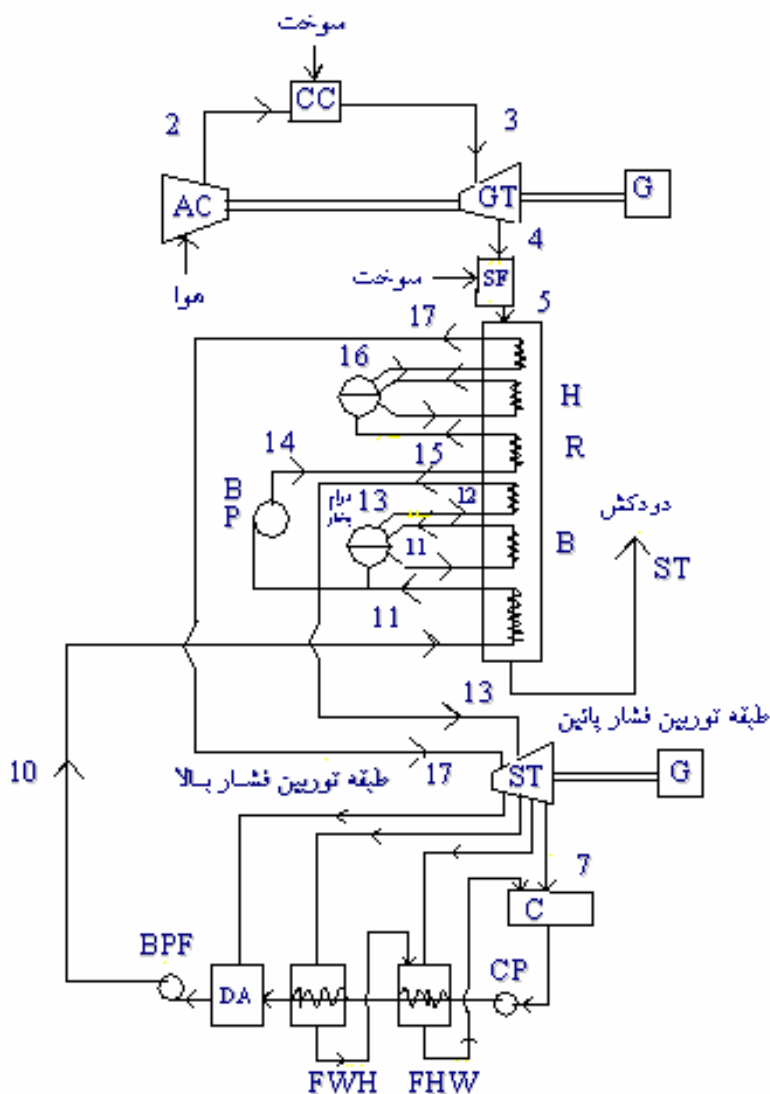 سوخت
CC
2
3
AC
GT
G
4
هوا
سوخت
SF
5
17
16
H
14
15
R
B
P
درام
بخار
13
12
دودکش
11
B
ST
11
13
طبقه توربین فشار پائین
10
طبقه توربین فشار بالا
17
ST
G
7
C
BPF
DA
CP
FWH
FHW